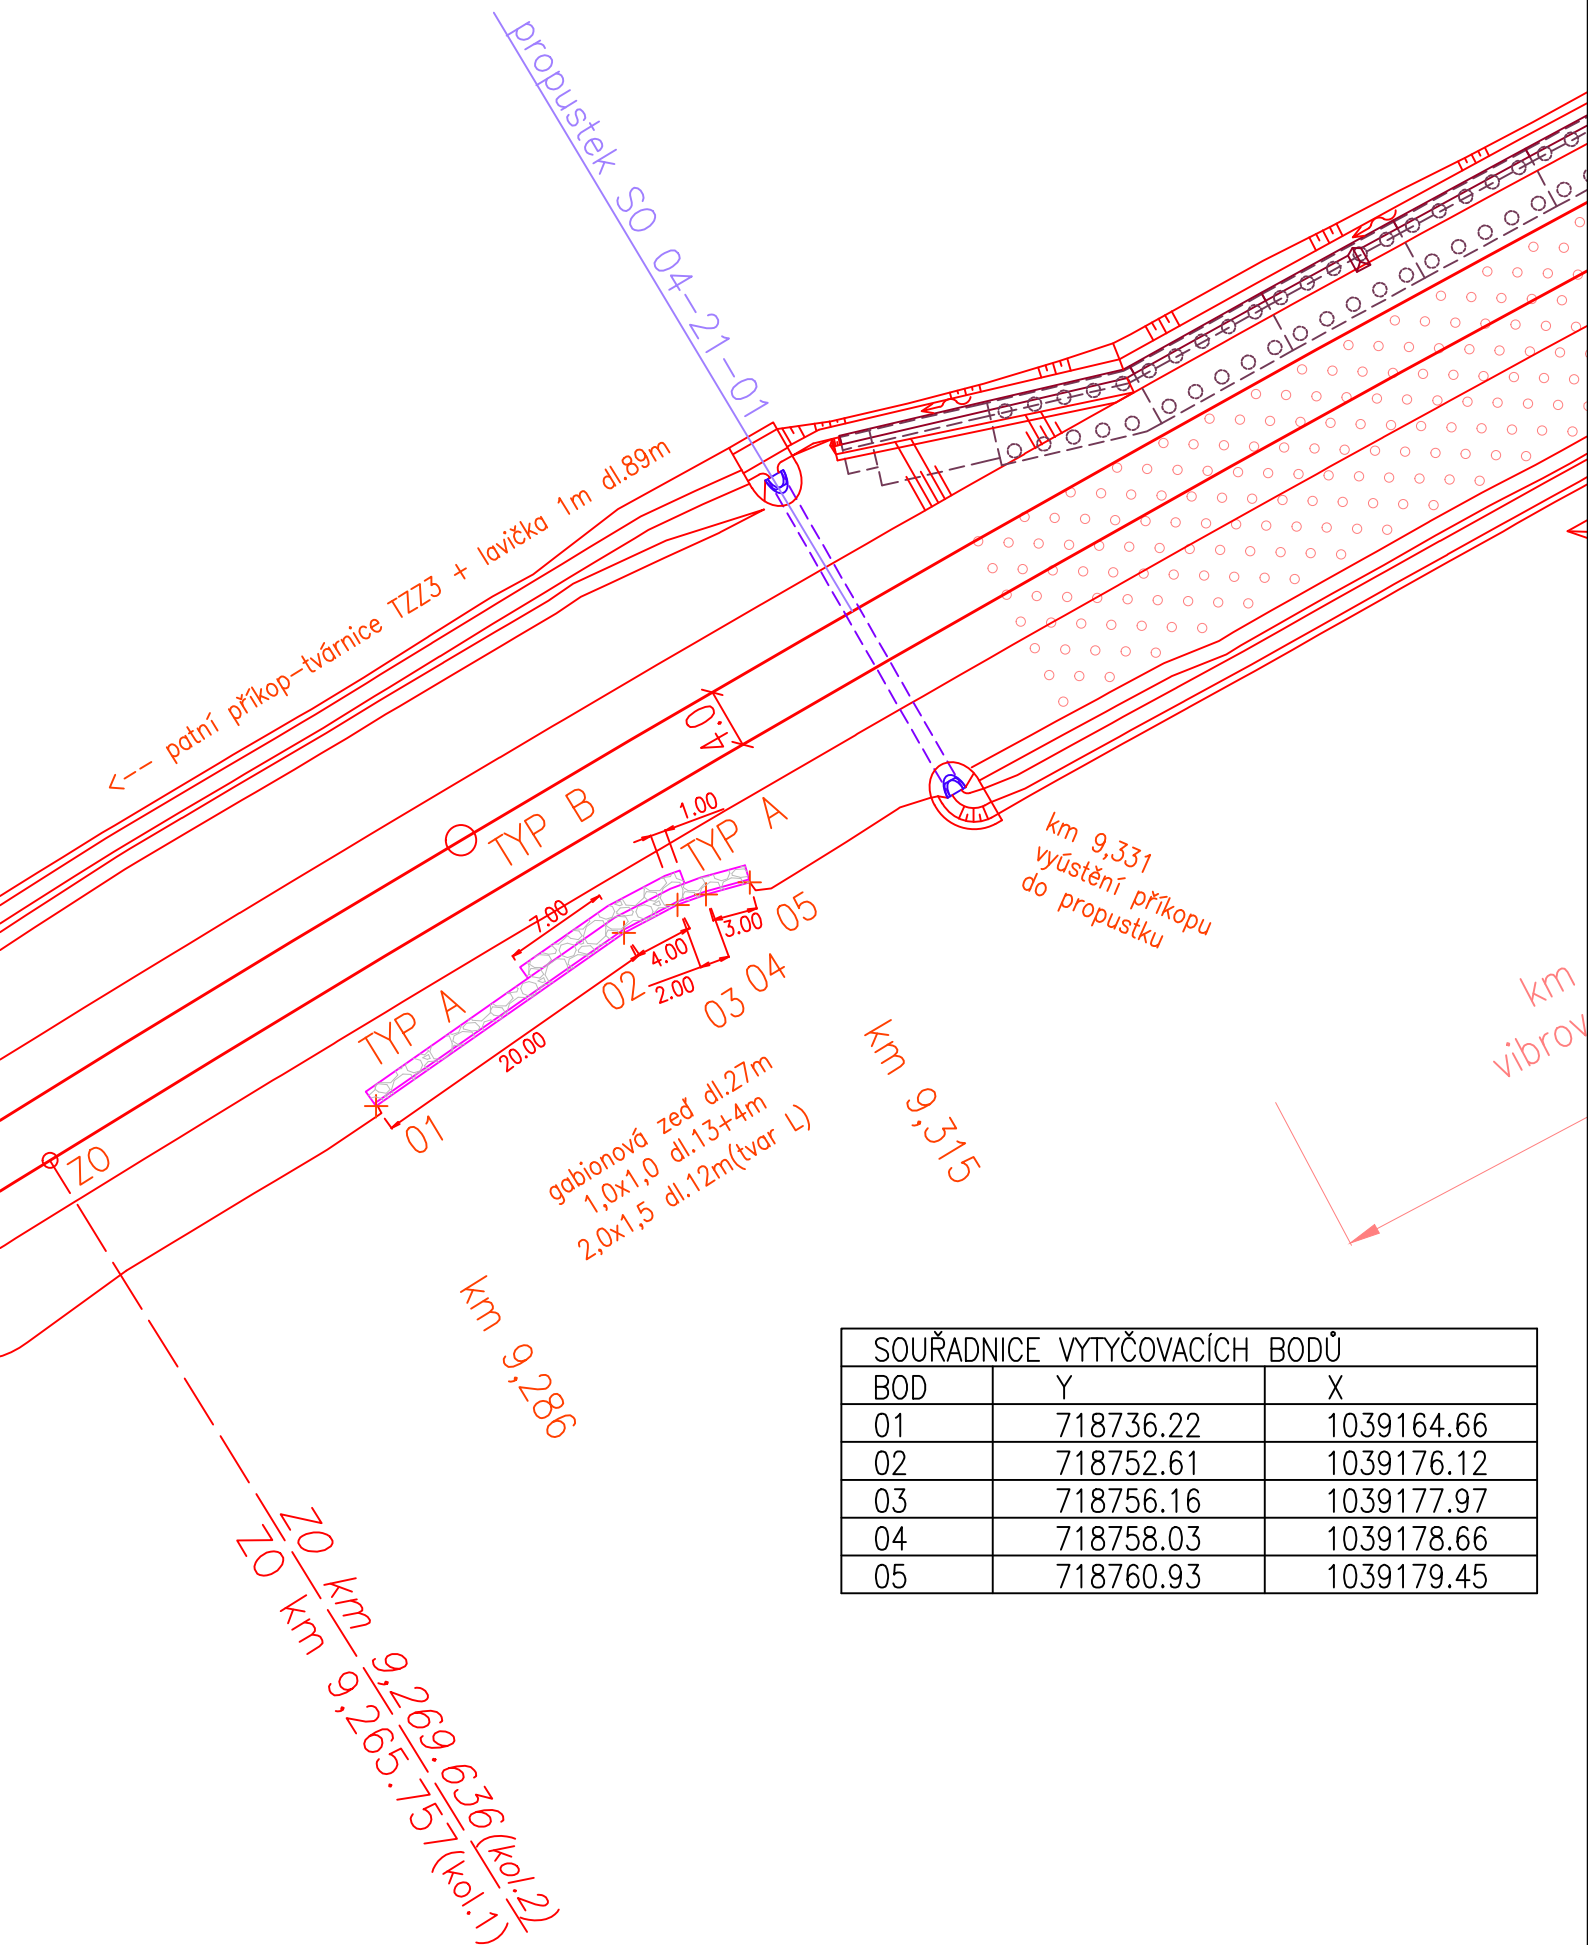 propustek SO 04-21-01
<-- patní příkop-tvárnice TZZ3 + lavička 1m dl.89m
4.0
TYP B
1.00
TYP A
7.00
3.00
05
4.00
2.00
02
03 04
TYP A
20.00
01
Z0
km 9,331
vyústění příkopu
do propustku
km
vibrov
gabionová zeď dl.27m
1,0x1,0 dl.13+4m
2,0x1,5 dl.12m(tvar L)
km 9,315
km 9,286
Z0 km 9,269.636(kol.2)
Z0 km 9,265.757(kol.1)
SOUŘADNICE VYTYČOVACÍCH BODŮ
BOD Y X
01 718736.22 1039164.66
02 718752.61 1039176.12
03 718756.16 1039177.97
04 718758.03 1039178.66
05 718760.93 1039179.45